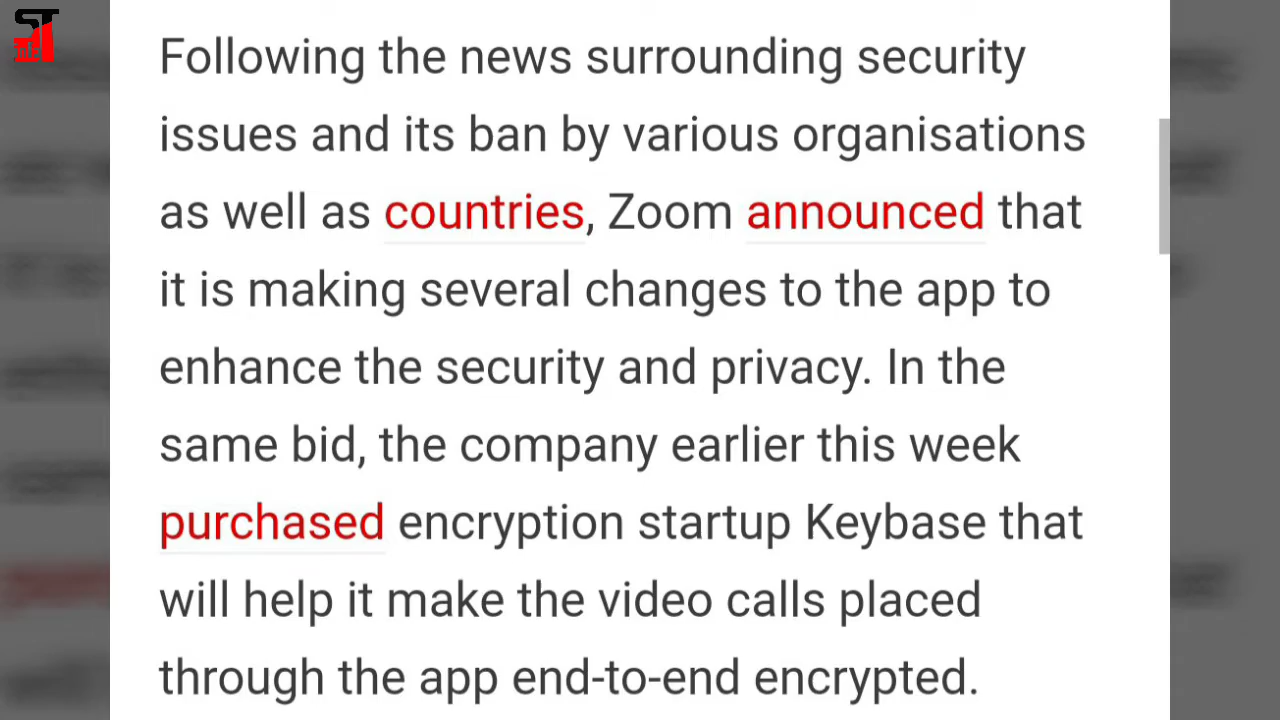 ST
Following the news surrounding security
issues and its ban by various organisations
as well as countries, Zoom announced that
it is making several changes to the app to
enhance the security and privacy. In the
same bid, the company earlier this week
purchased encryption startup Keybase that
will help it make the video calls placed
through the app end-to-end encrypted.